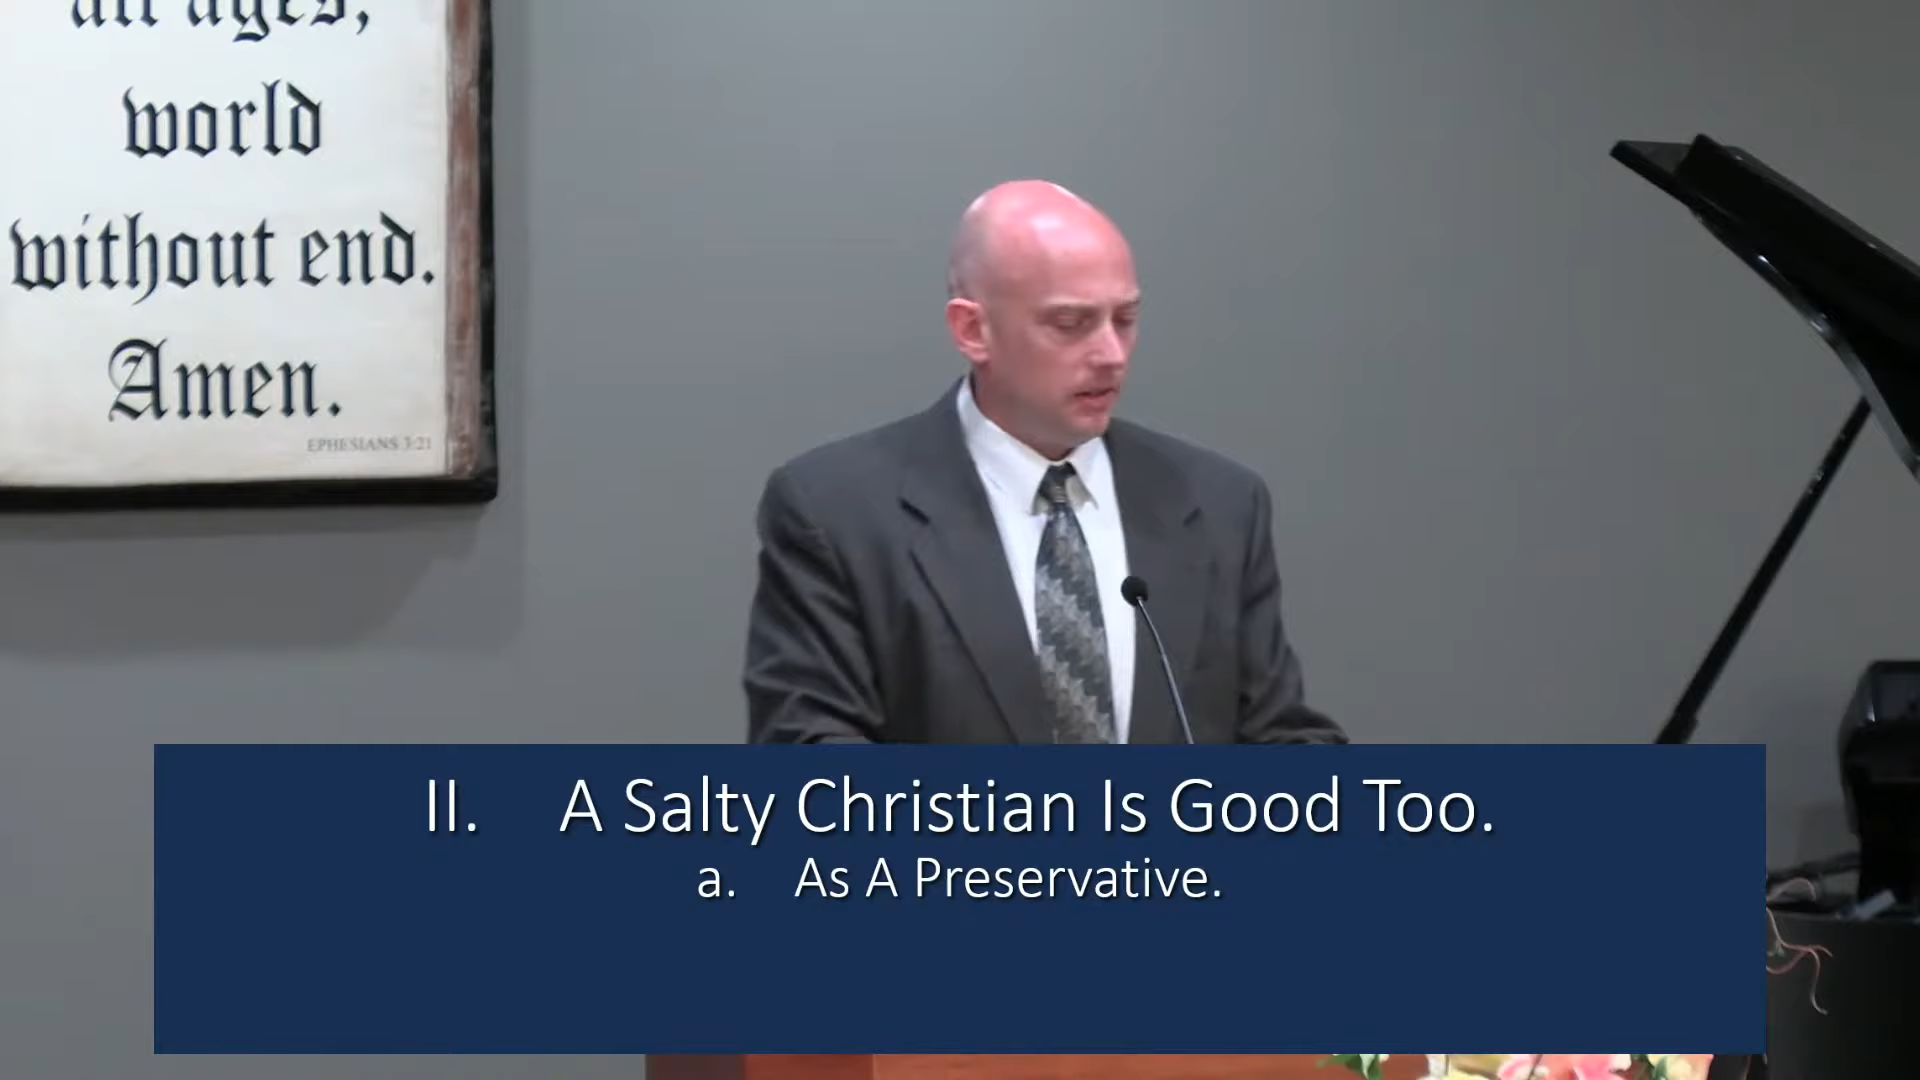 all ages,
world
without end.
Amen.
EPHESIANS 3:21
II. A Salty Christian Is Good Too.
a. As A Preservative.